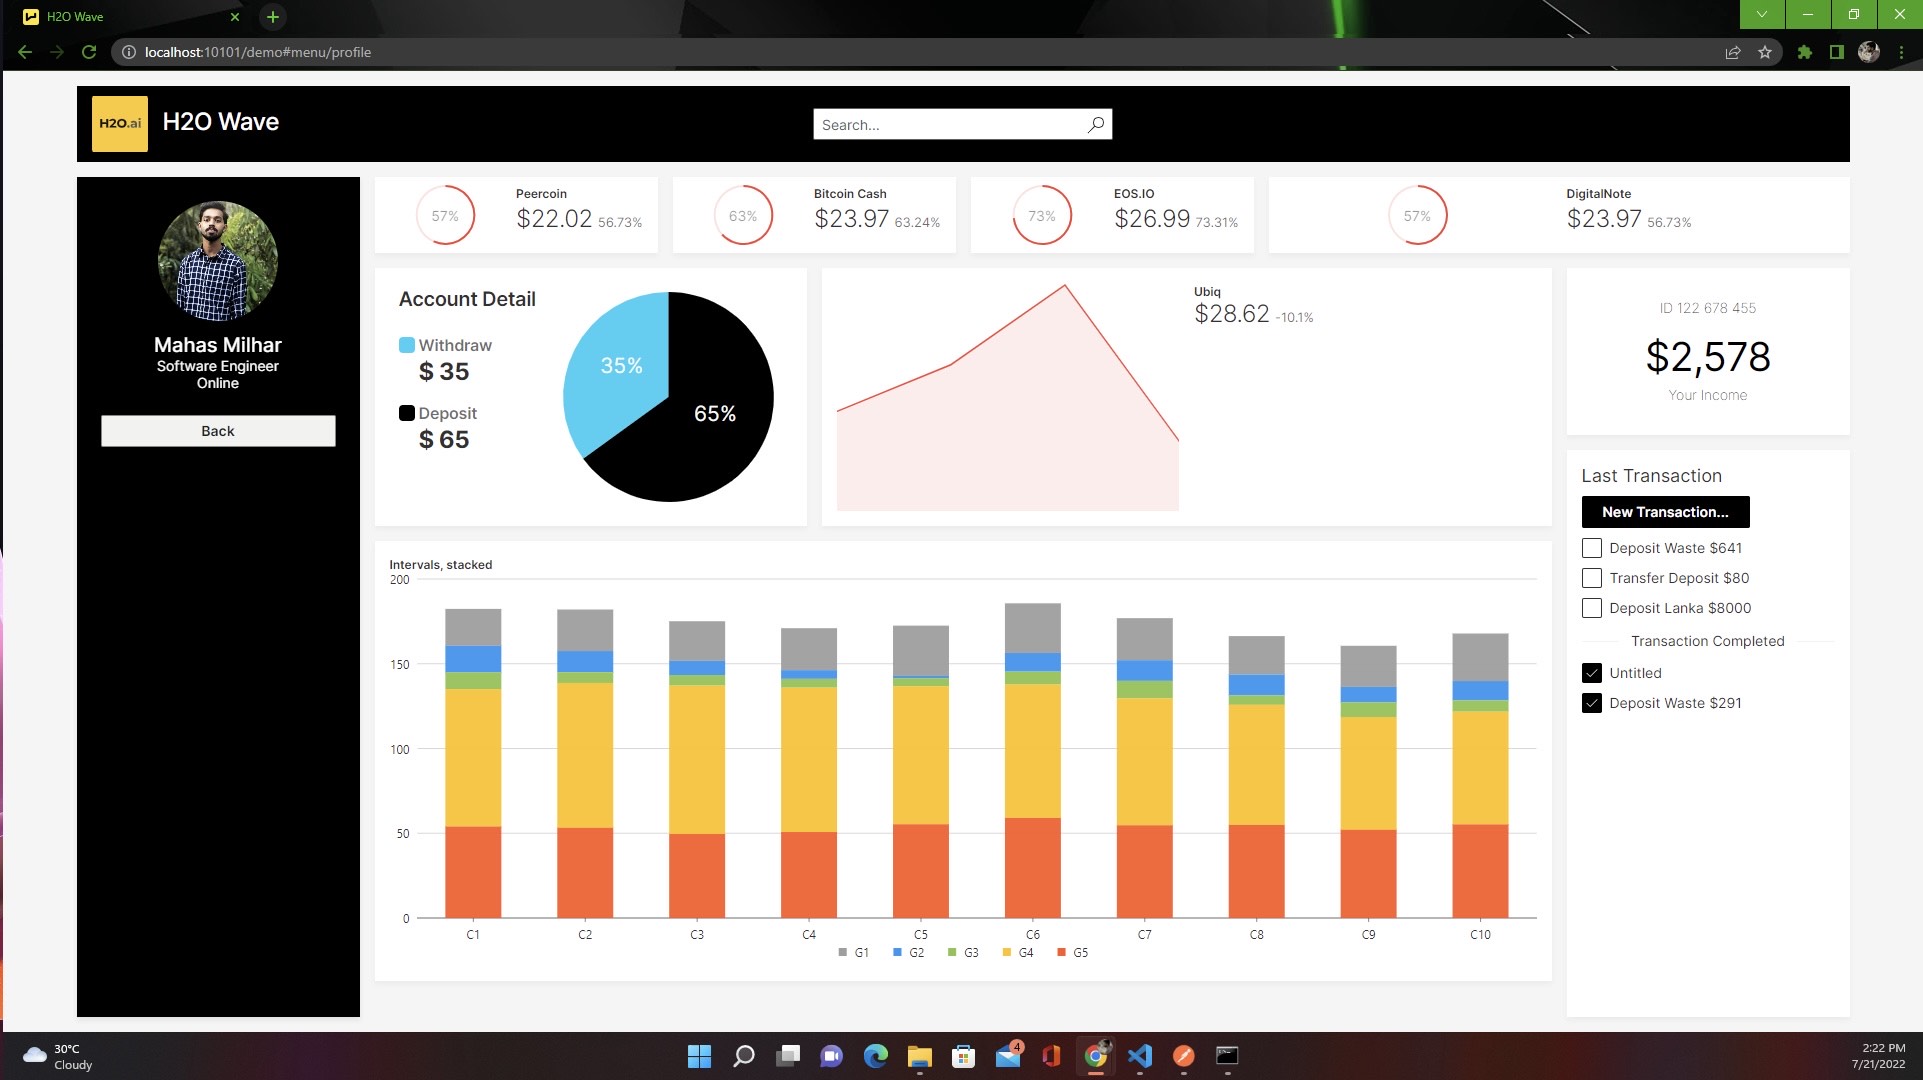 H2O Wave
localhost:10101/demo#menu/profile
H2O.ai
H2O Wave
Search...
Mahas Milhar
Software Engineer
Online
Back
57%
Peercoin
$22.02 56.73%
63%
Bitcoin Cash
$23.97 63.24%
73%
EOS.IO
$26.99 73.31%
57%
DigitalNote
$23.97 56.73%
Account Detail
Withdraw
$ 35
Deposit
$ 65
35%
65%
Ubiq
$28.62 -10.1%
ID 122 678 455
$2,578
Your Income
Last Transaction
New Transaction...
Deposit Waste $641
Transfer Deposit $80
Deposit Lanka $8000
Transaction Completed
Untitled
Deposit Waste $291
Intervals, stacked
200
150
100
50
0
C1 C2 C3 C4 C5 C6 C7 C8 C9 C10
G1 G2 G3 G4 G5
30°C
Cloudy
4
2:22 PM
7/21/2022